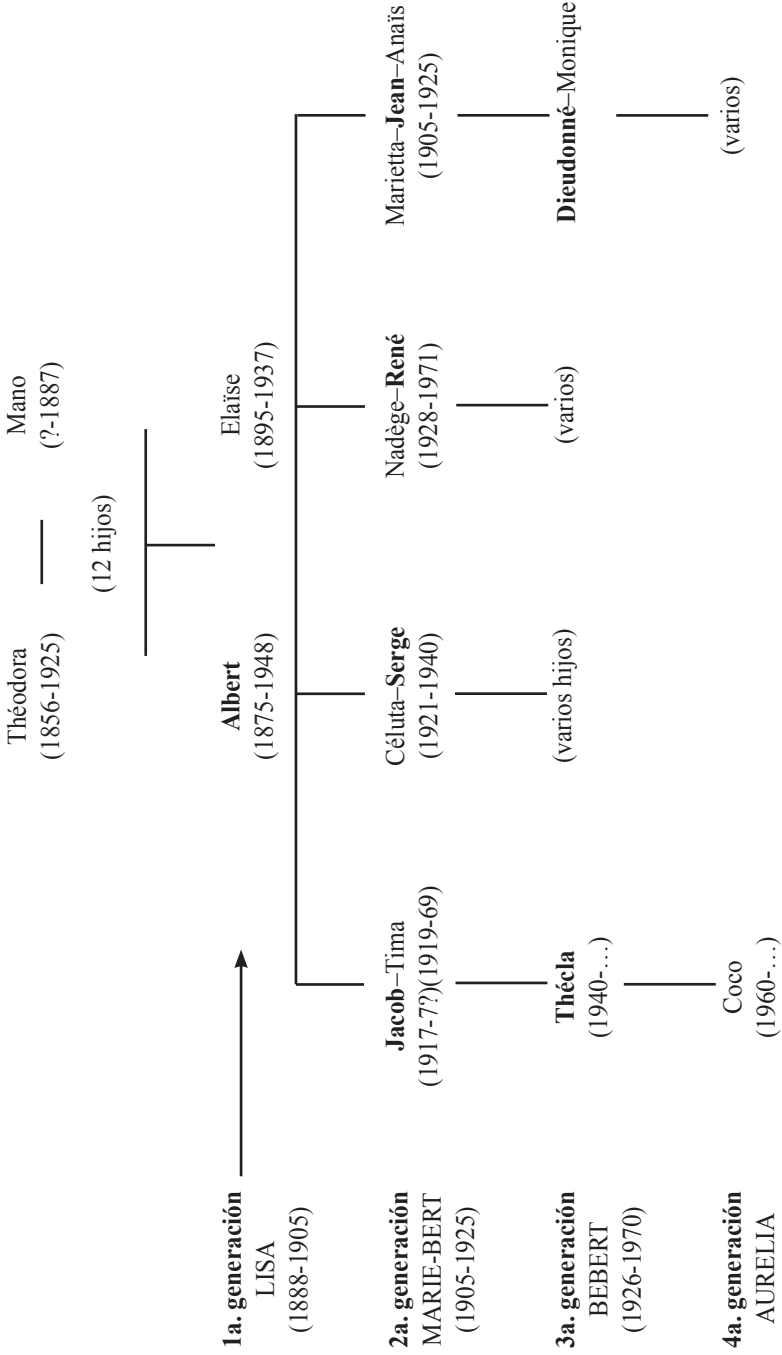 Théodora
(1856-1925)
Mano
(?-1887)
(12 hijos)
1a. generación
LISA
(1888-1905)
Albert
(1875-1948)
Elaïse
(1895-1937)
2a. generación
MARIE-BERT
(1905-1925)
Jacob–Tima
(1917-7?)(1919-69)
Céluta–Serge
(1921-1940)
Nadège–René
(1928-1971)
Marietta–Jean–Anaïs
(1905-1925)
3a. generación
BEBERT
(1926-1970)
Thécla
(1940-…)
(varios hijos)
(varios)
Dieudonné–Monique
4a. generación
AURELIA
Coco
(1960-…)
(varios)